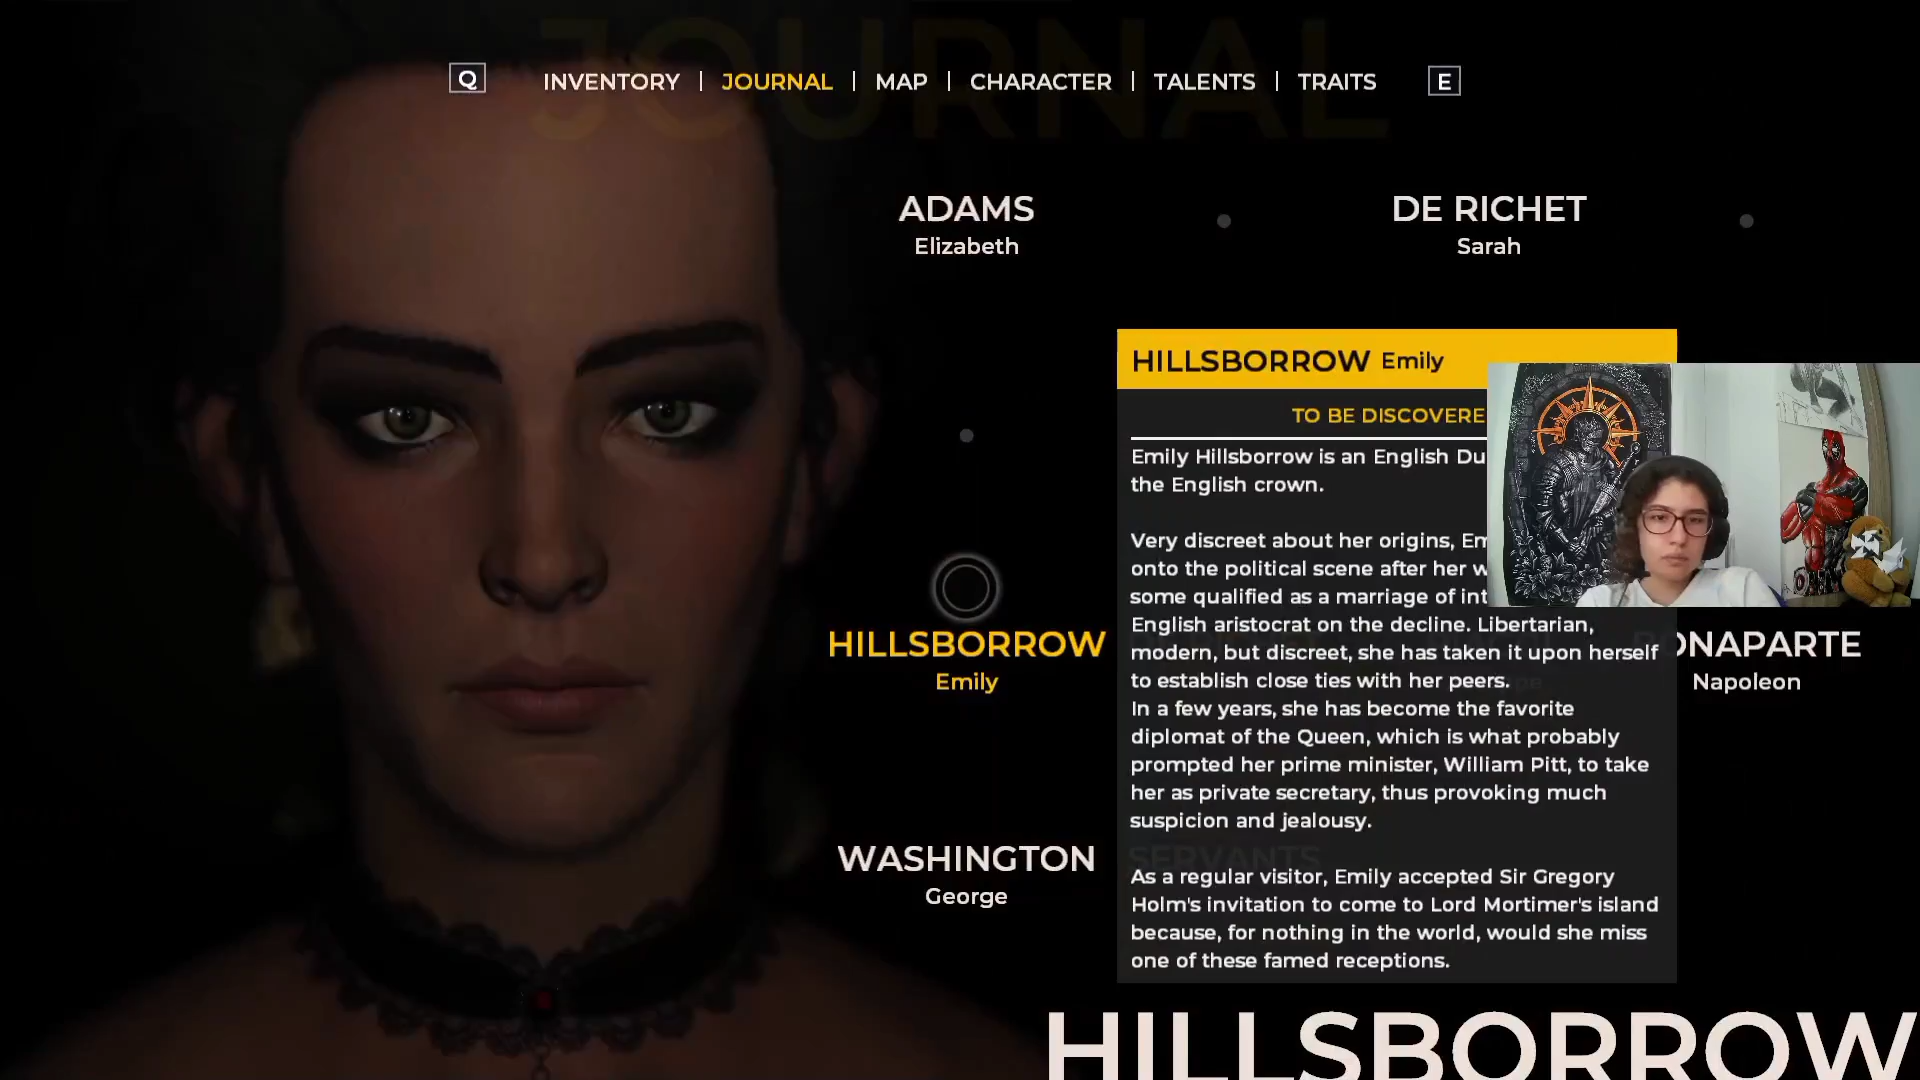 JOURNAL
Q INVENTORY | JOURNAL | MAP | CHARACTER | TALENTS | TRAITS E
ADAMS
Elizabeth
DE RICHET
Sarah
HILLSBORROW Emily
TO BE DISCOVERE
Emily Hillsborrow is an English Du
the English crown.
Very discreet about her origins, Em
onto the political scene after her w
some qualified as a marriage of int
English aristocrat on the decline. Libertarian,
modern, but discreet, she has taken it upon herself
to establish close ties with her peers.
In a few years, she has become the favorite
diplomat of the Queen, which is what probably
prompted her prime minister, William Pitt, to take
her as private secretary, thus provoking much
suspicion and jealousy.
As a regular visitor, Emily accepted Sir Gregory
Holm's invitation to come to Lord Mortimer's island
because, for nothing in the world, would she miss
one of these famed receptions.
HILLSBORROW
Emily
ONAPARTE
Napoleon
WASHINGTON
George
SERVANTS
HILLSBORROW